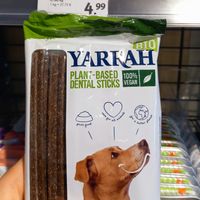 4.99
BIO
YARRAH
PLANT-BASED
DENTAL STICKS
100%
VEGAN